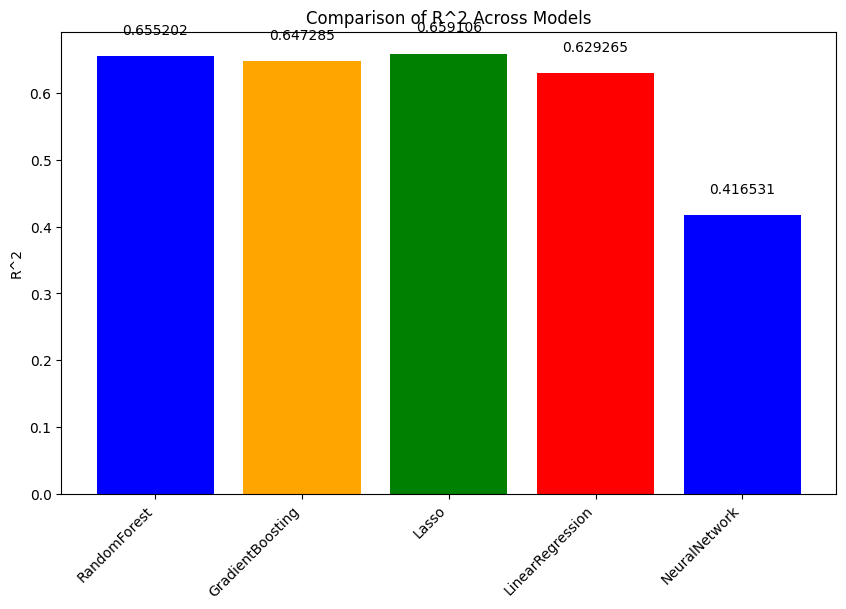 Comparison of R^2 Across Models
0.655202
0.647285
0.659106
0.629265
0.416531
R^2
0.6
0.5
0.4
0.3
0.2
0.1
0.0
RandomForest
GradientBoosting
Lasso
LinearRegression
NeuralNetwork